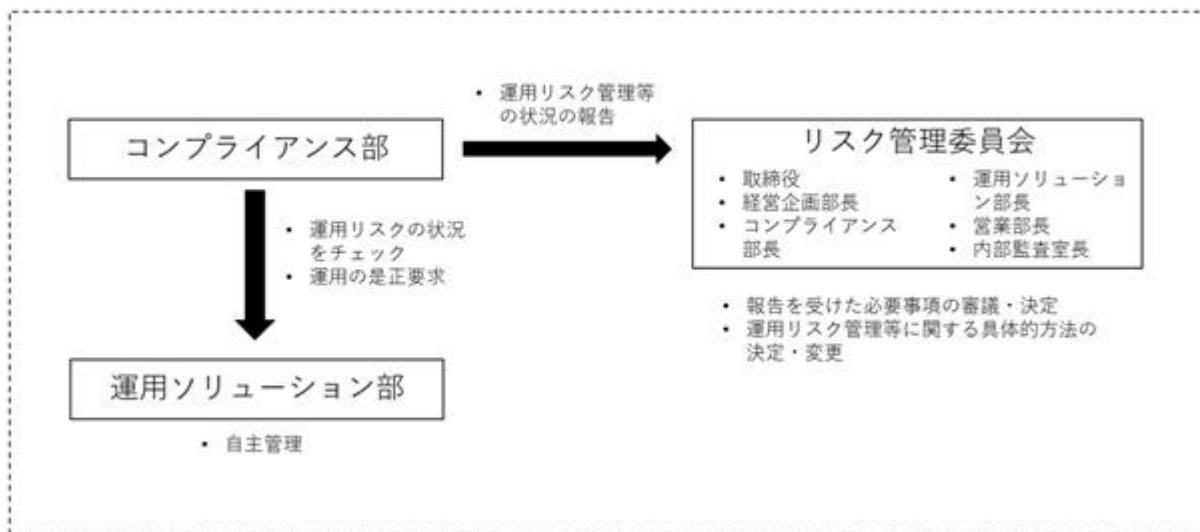 • 運用リスク管理等
の状況の報告
コンプライアンス部
リスク管理委員会
• 取締役
• 経営企画部長
• コンプライアンス
部長
• 運用ソリューショ
ン部長
• 営業部長
• 内部監査室長
• 運用リスクの状況
をチェック
• 運用の是正要求
• 報告を受けた必要事項の審議・決定
• 運用リスク管理等に関する具体的方法の
決定・変更
運用ソリューション部
• 自主管理